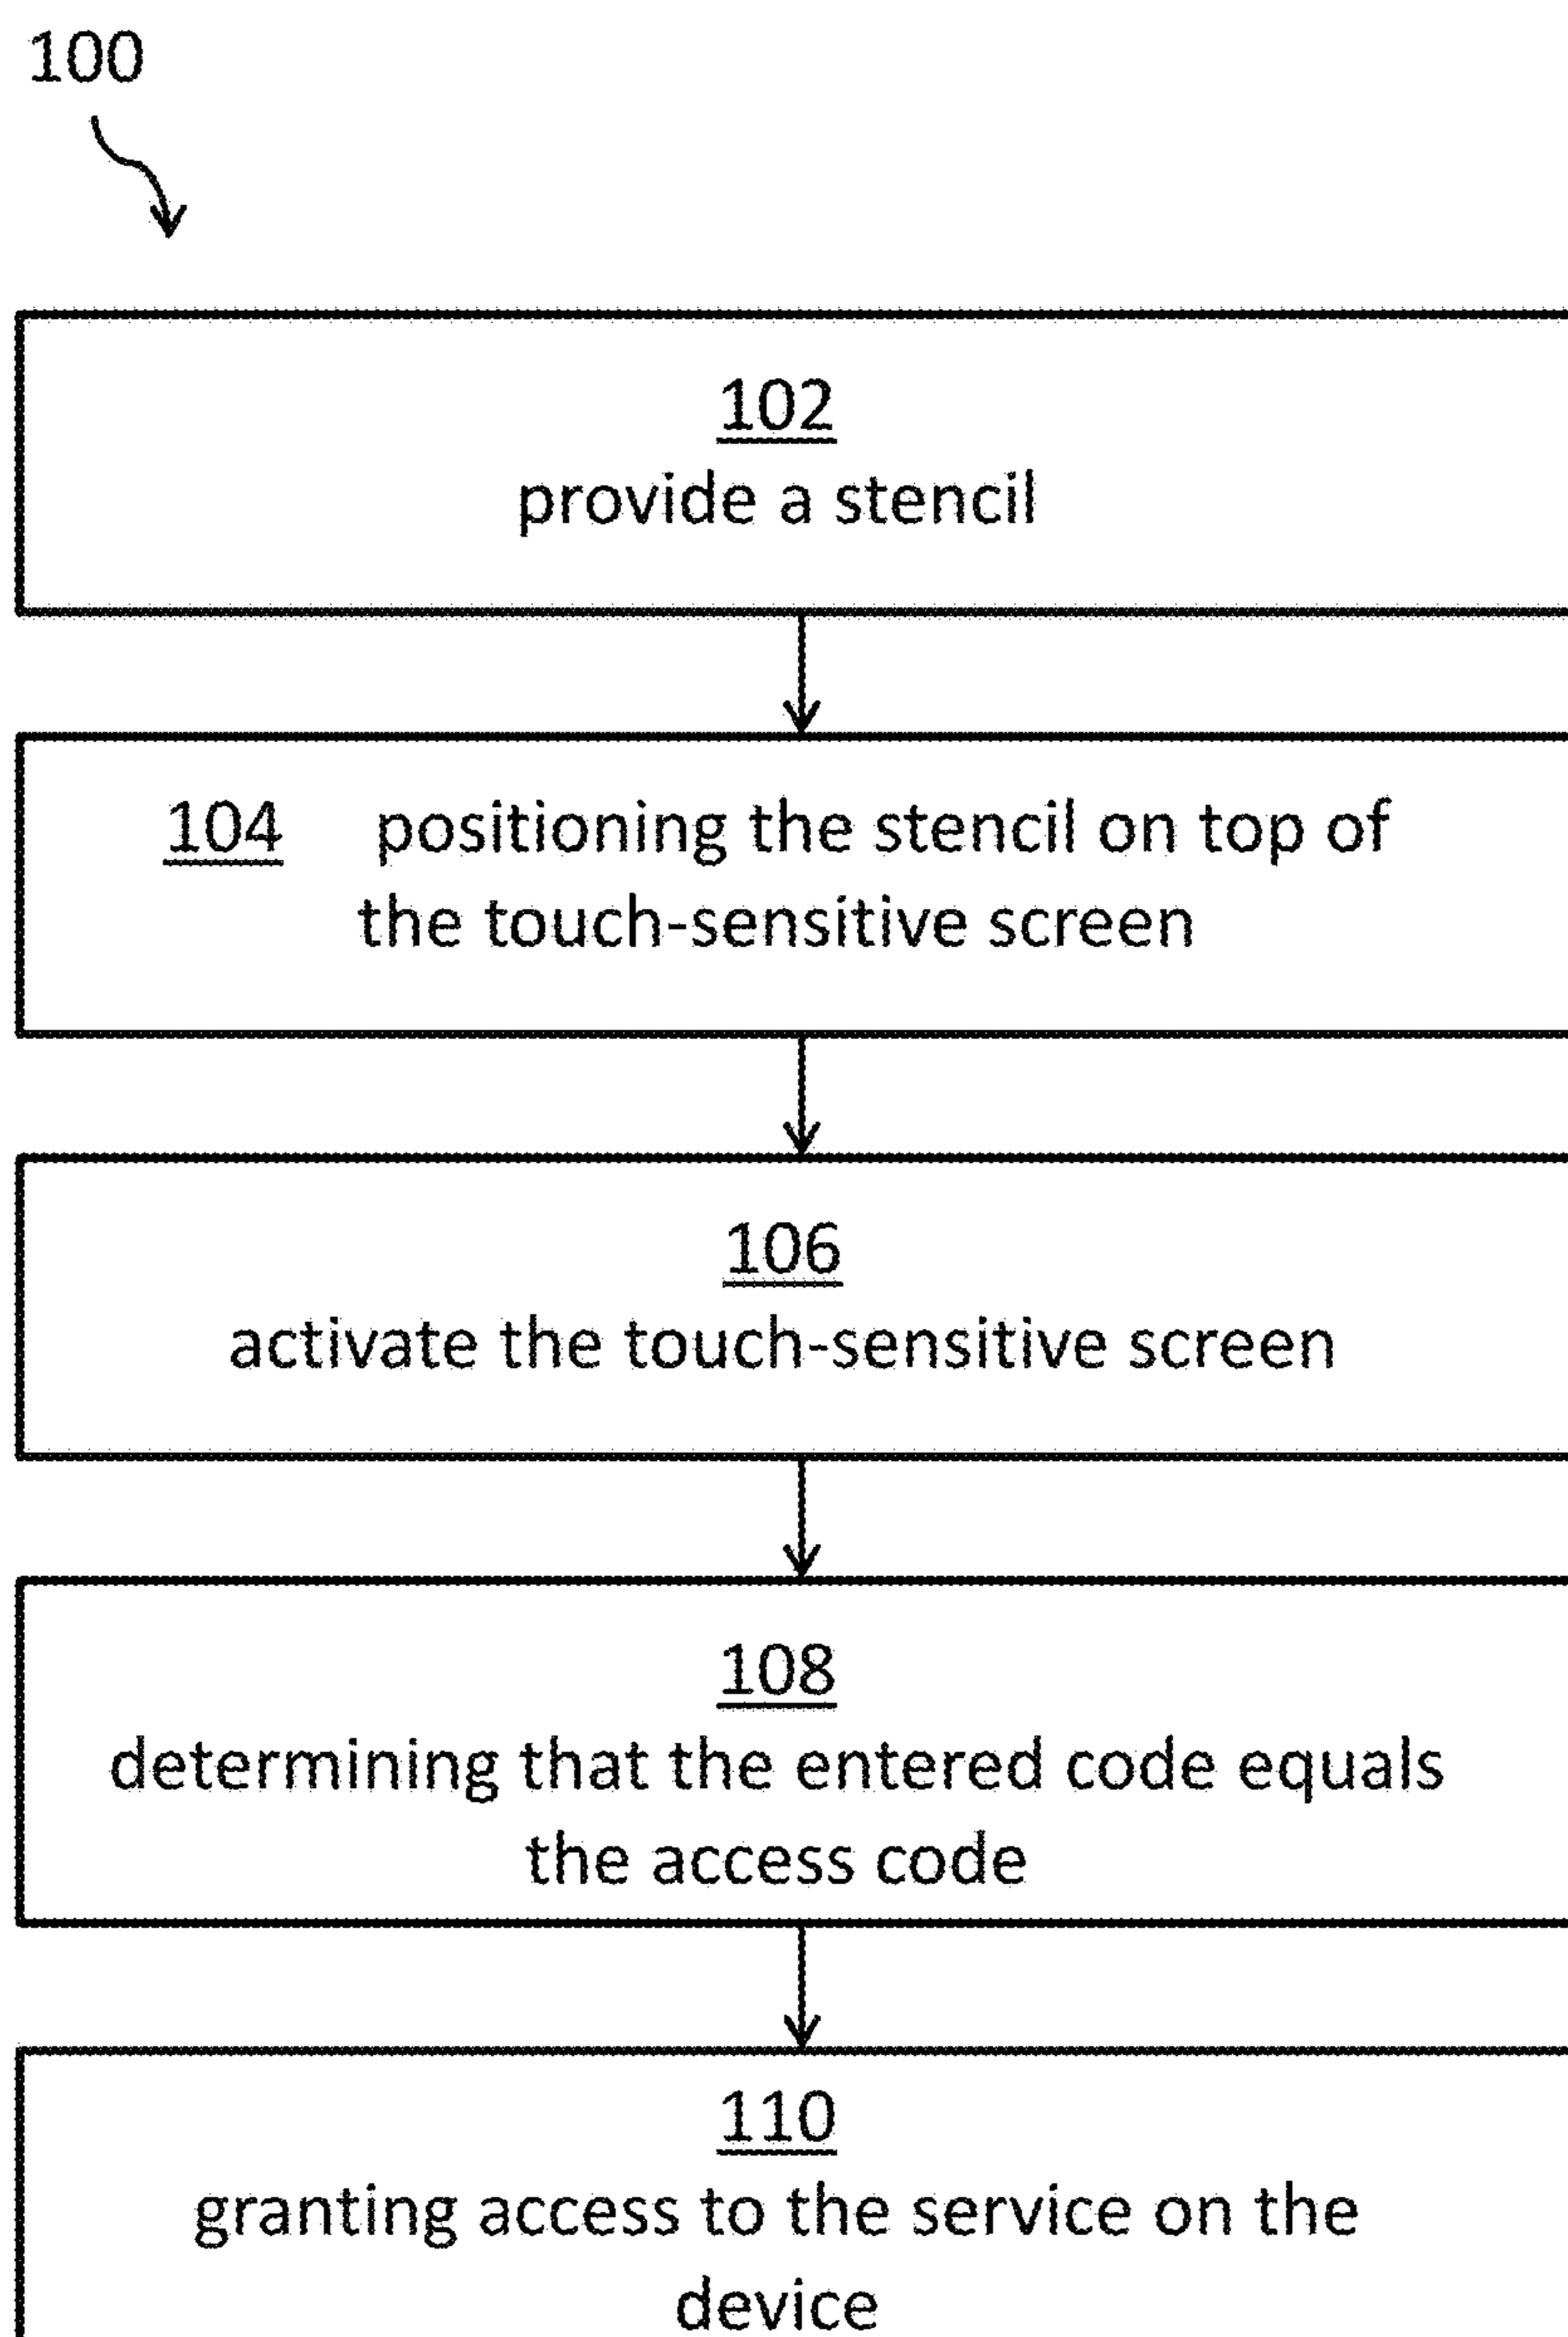 100
102
provide a stencil
104 positioning the stencil on top of
the touch-sensitive screen
106
activate the touch-sensitive screen
108
determining that the entered code equals
the access code
110
granting access to the service on the
device